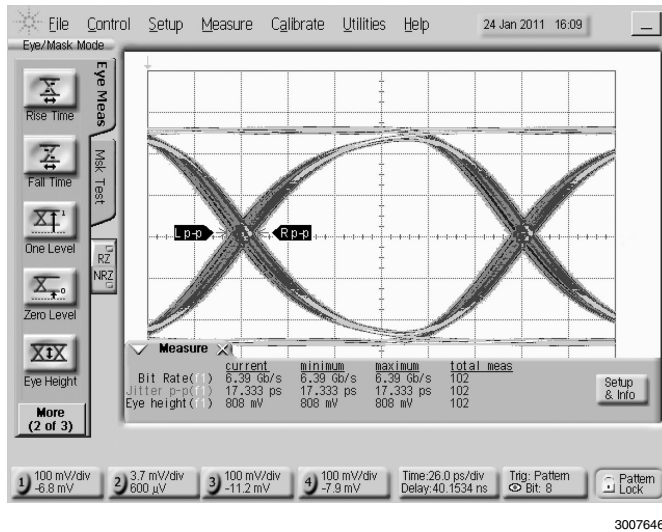 File Control Setup Measure Calibrate Utilities Help 24 Jan 2011 16:09
Eye/Mask Mode
Eye Meas
Msk Test
Rise Time
Fall Time
One Level
RZ
NRZ
Zero Level
Eye Height
More
(2 of 3)
L p-p
R p-p
Measure
current minimum maximum total meas
Bit Rate(f1) 6.39 Gb/s 6.39 Gb/s 6.39 Gb/s 102
Jitter p-p(f1) 17.333 ps 17.333 ps 17.333 ps 102
Eye height(f1) 808 mV 808 mV 808 mV 102
Setup
& Info
1) 100 mV/div
-6.8 mV
2) 3.7 mV/div
600 μV
3) 100 mV/div
-11.2 mV
4) 100 mV/div
-7.9 mV
Time:26.0 ps/div
Delay:40.1534 ns
Trig: Pattern
Bit: 8
Pattern
Lock
3007646